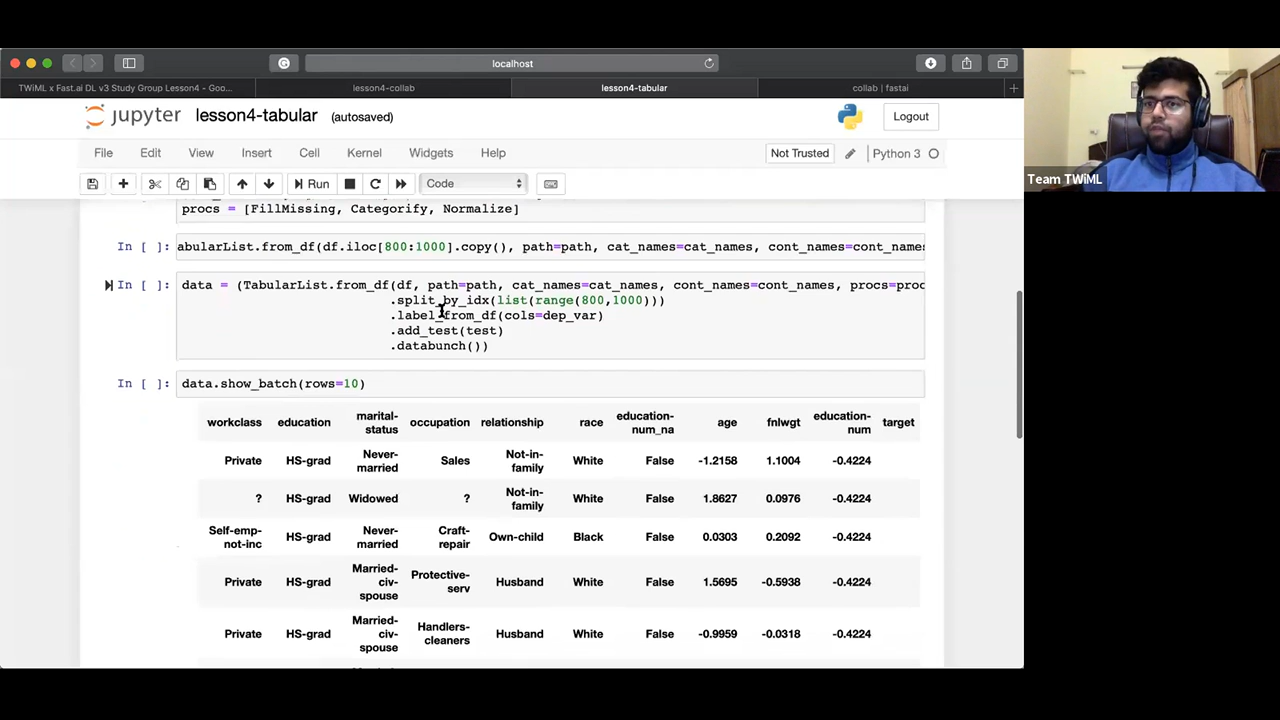 localhost
TWiML x Fast.ai DL v3 Study Group Lesson4 - Goo...
lesson4-collab
lesson4-tabular
collab | fastai
jupyter lesson4-tabular (autosaved)
Logout
File Edit View Insert Cell Kernel Widgets Help
Not Trusted
Python 3
Run
Code
Team TWiML
procs = [FillMissing, Categorify, Normalize]
In [ ]: abularList.from_df(df.iloc[800:1000].copy(), path=path, cat_names=cat_names, cont_names=cont_names
In [ ]: data = (TabularList.from_df(df, path=path, cat_names=cat_names, cont_names=cont_names, procs=proc
.split_by_idx(list(range(800,1000)))
.label_from_df(cols=dep_var)
.add_test(test)
.databunch())
In [ ]: data.show_batch(rows=10)
workclass education marital-status occupation relationship race education-num_na age fnlwgt education-num target
Private HS-grad Never-married Sales Not-in-family White False -1.2158 1.1004 -0.4224
? HS-grad Widowed ? Not-in-family White False 1.8627 0.0976 -0.4224
Self-emp-not-inc HS-grad Never-married Craft-repair Own-child Black False 0.0303 0.2092 -0.4224
Private HS-grad Married-civ-spouse Protective-serv Husband White False 1.5695 -0.5938 -0.4224
Private HS-grad Married-civ-spouse Handlers-cleaners Husband White False -0.9959 -0.0318 -0.4224